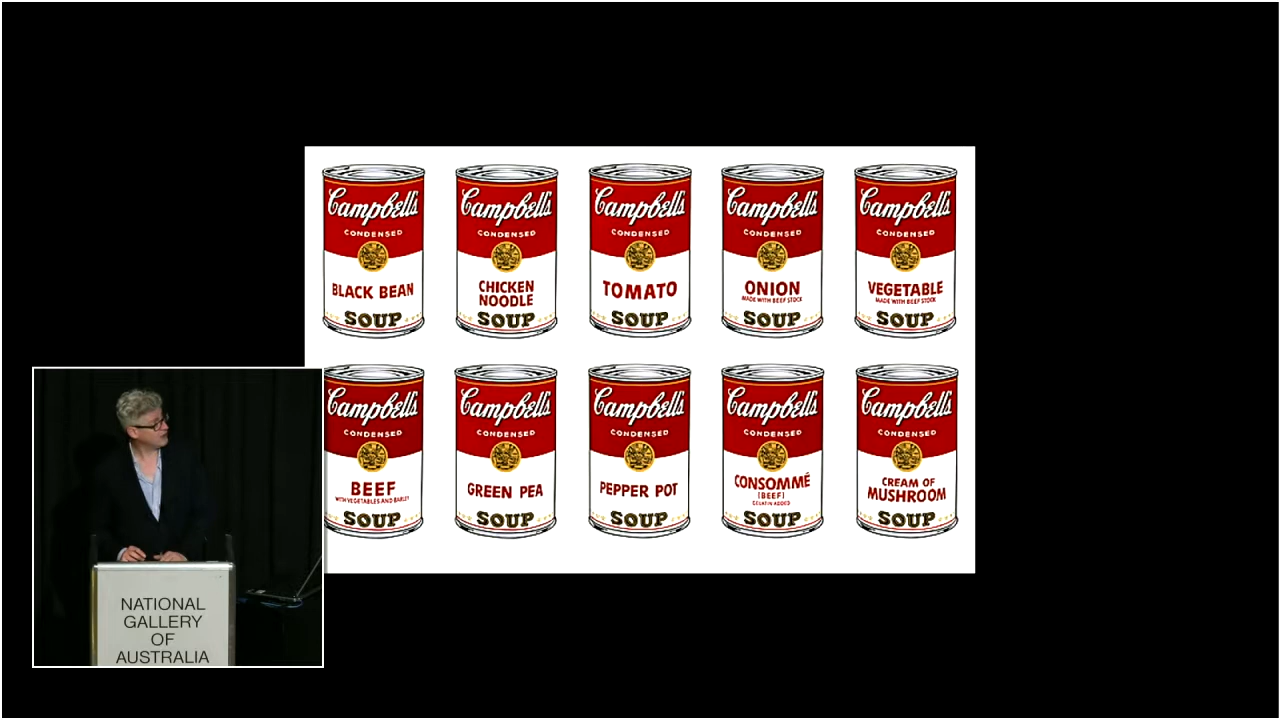 Campbell's
CONDENSED
BLACK BEAN
SOUP
Campbell's
CONDENSED
CHICKEN
NOODLE
SOUP
Campbell's
CONDENSED
TOMATO
SOUP
Campbell's
CONDENSED
ONION
MADE WITH BEEF STOCK
SOUP
Campbell's
CONDENSED
VEGETABLE
MADE WITH BEEF STOCK
SOUP
Campbell's
CONDENSED
BEEF
WITH VEGETABLES AND BARLEY
SOUP
Campbell's
CONDENSED
GREEN PEA
SOUP
Campbell's
CONDENSED
PEPPER POT
SOUP
Campbell's
CONDENSED
CONSOMMÉ
(BEEF)
GELATIN ADDED
SOUP
Campbell's
CONDENSED
CREAM OF
MUSHROOM
SOUP
NATIONAL
GALLERY
OF
AUSTRALIA